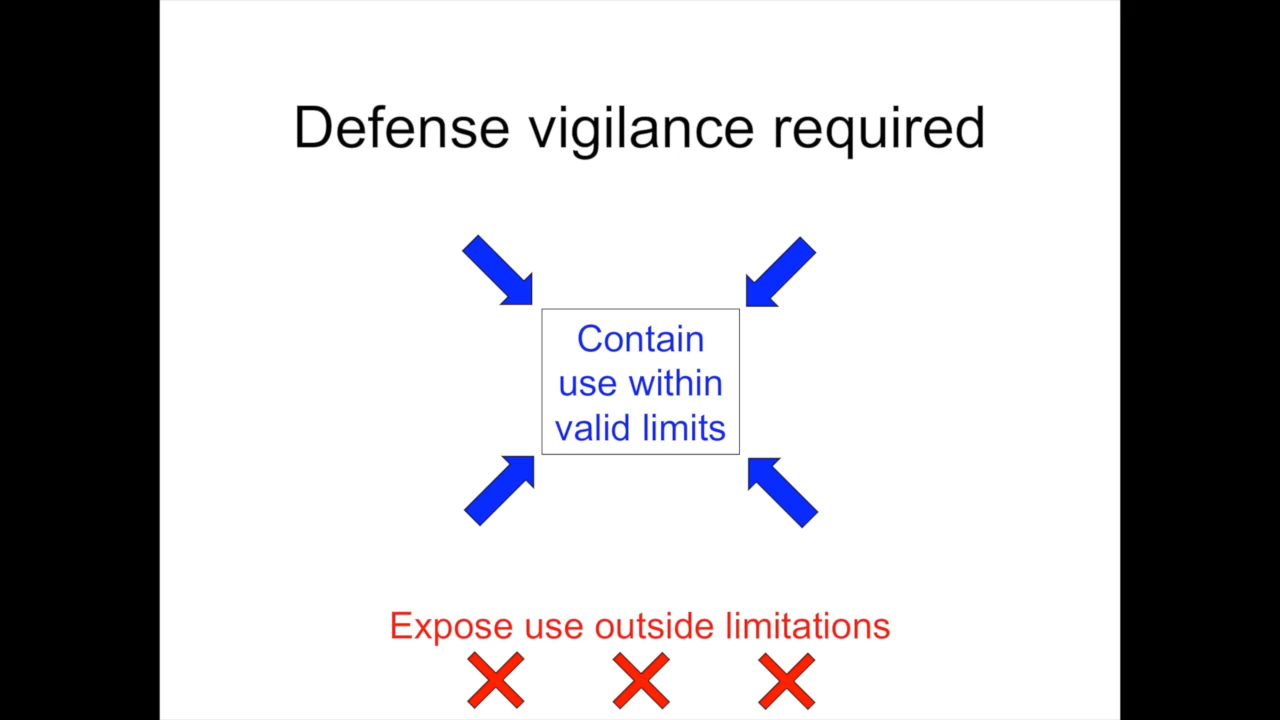 Defense vigilance required
Contain
use within
valid limits
Expose use outside limitations